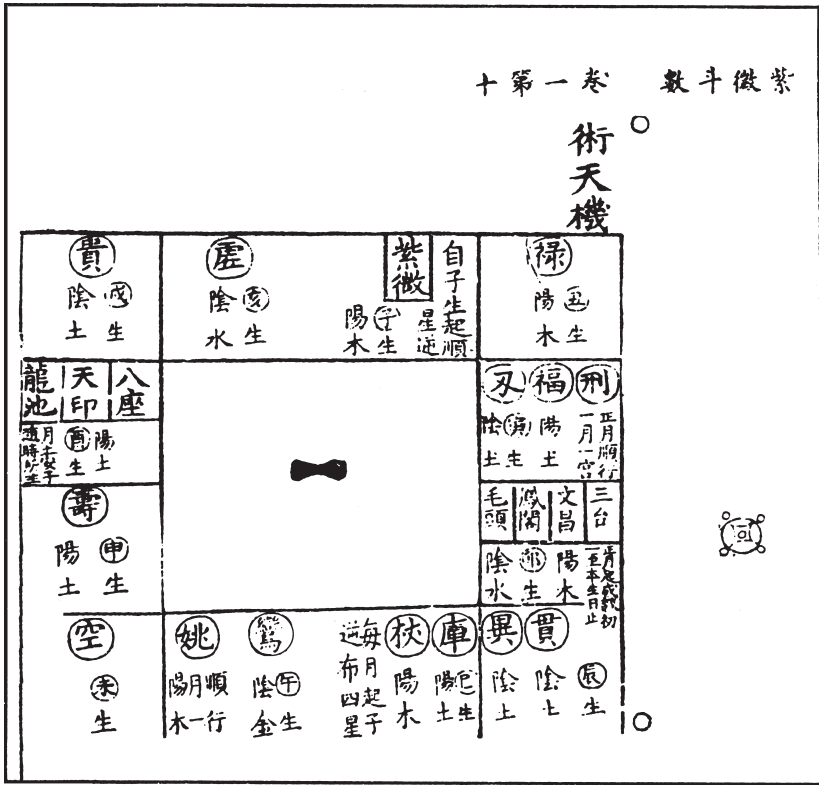 紫微斗數　卷一第十
術天機
祿
陽木
丑生
自子生起順
星逆
紫微
子生
陽木
虛
亥生
陰水
貴
戌生
陰土
刑
正月順行
一月一宮
福
陽土
刃
寅生
陰土
八座
天印
龍池
陽土
酉生
三台
文昌
鳳閣
毛頭
陽木
卯生
陰水
壽
申生
陽土
辰生
貫
陰土
異
陰土
庫
巳生
陽土
杖
陽木
每月起子
逆布四星
鸞
午生
陰金
姚
順行
月一
陽木
空
未生